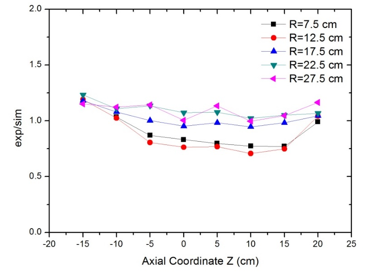 2.0
1.5
1.0
0.5
0.0
exp/sim
R=7.5 cm
R=12.5 cm
R=17.5 cm
R=22.5 cm
R=27.5 cm
-20 -15 -10 -5 0 5 10 15 20 25
Axial Coordinate Z (cm)